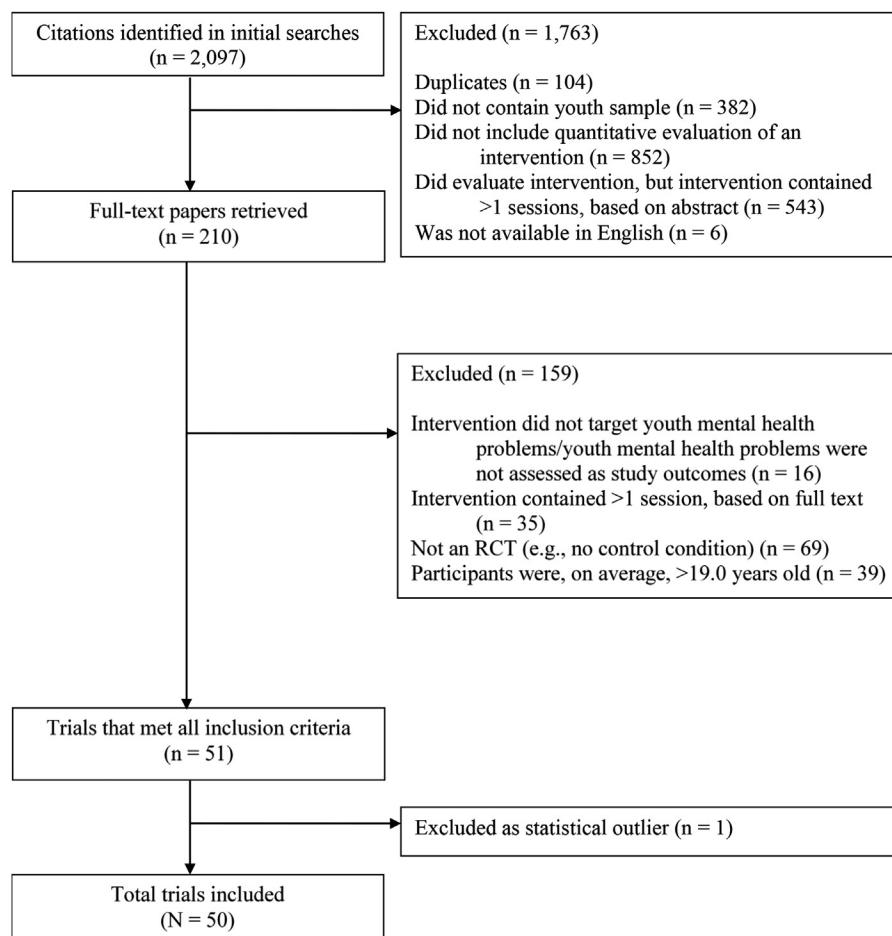 Citations identified in initial searches
(n = 2,097)
Excluded (n = 1,763)
Duplicates (n = 104)
Did not contain youth sample (n = 382)
Did not include quantitative evaluation of an
intervention (n = 852)
Did evaluate intervention, but intervention contained
>1 sessions, based on abstract (n = 543)
Was not available in English (n = 6)
Full-text papers retrieved
(n = 210)
Excluded (n = 159)
Intervention did not target youth mental health
problems/youth mental health problems were
not assessed as study outcomes (n = 16)
Intervention contained >1 session, based on full text
(n = 35)
Not an RCT (e.g., no control condition) (n = 69)
Participants were, on average, >19.0 years old (n = 39)
Trials that met all inclusion criteria
(n = 51)
Excluded as statistical outlier (n = 1)
Total trials included
(N = 50)